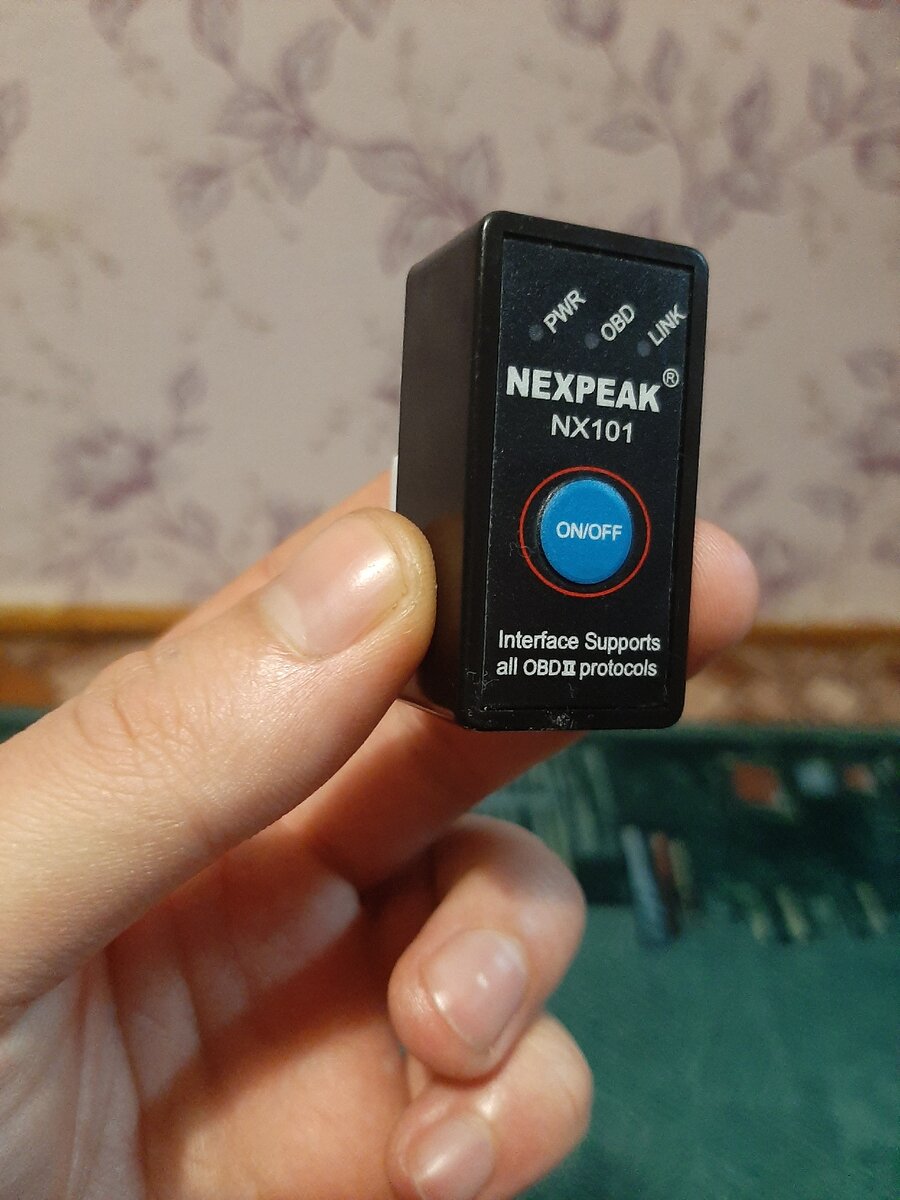 PWR OBD LINK
NEXPEAK®
NX101
ON/OFF
Interface Supports
all OBDⅡ protocols